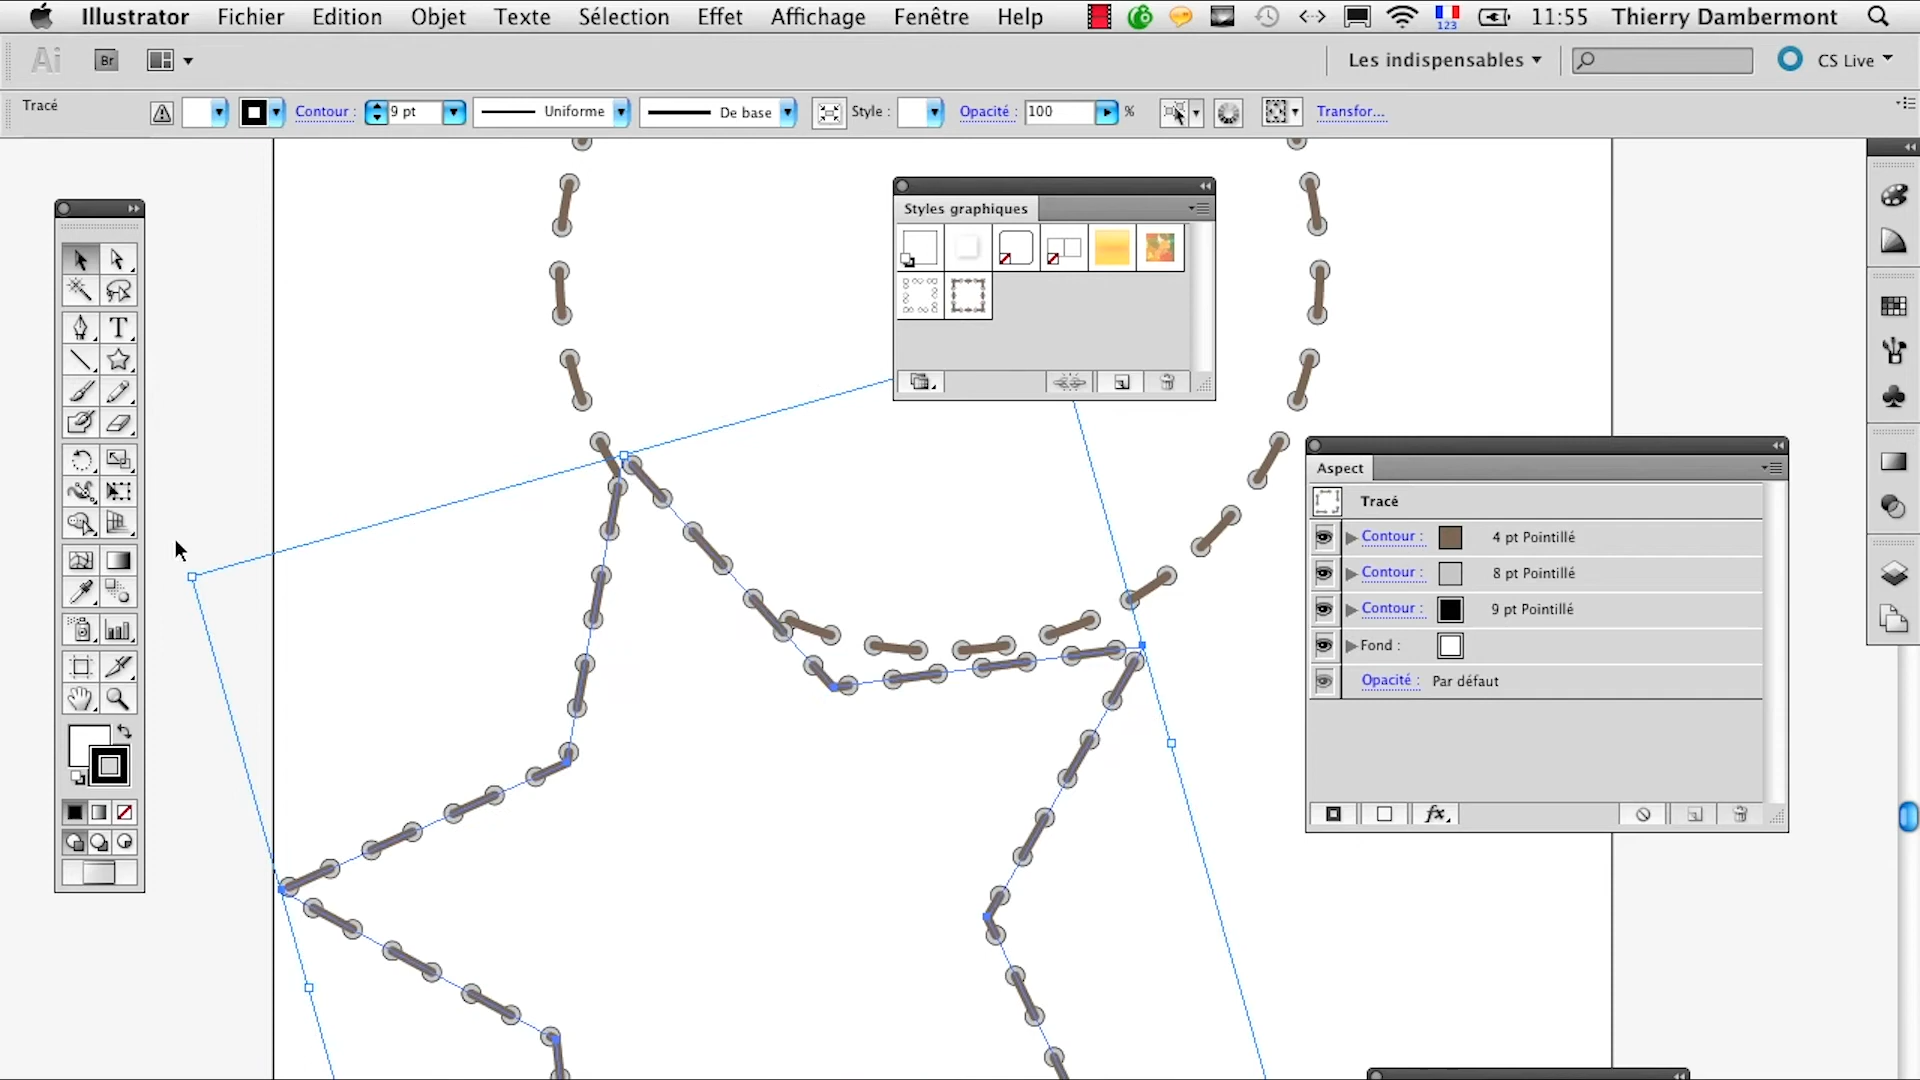 Illustrator Fichier Edition Objet Texte Sélection Effet Affichage Fenêtre Help 123 11:55 Thierry Dambermont
Ai Br Les indispensables CS Live
Tracé Contour : 9 pt Uniforme De base Style : Opacité : 100 % Transfor...
Styles graphiques
T
Aspect
Tracé
Contour : 4 pt Pointillé
Contour : 8 pt Pointillé
Contour : 9 pt Pointillé
Fond :
Opacité : Par défaut
fx